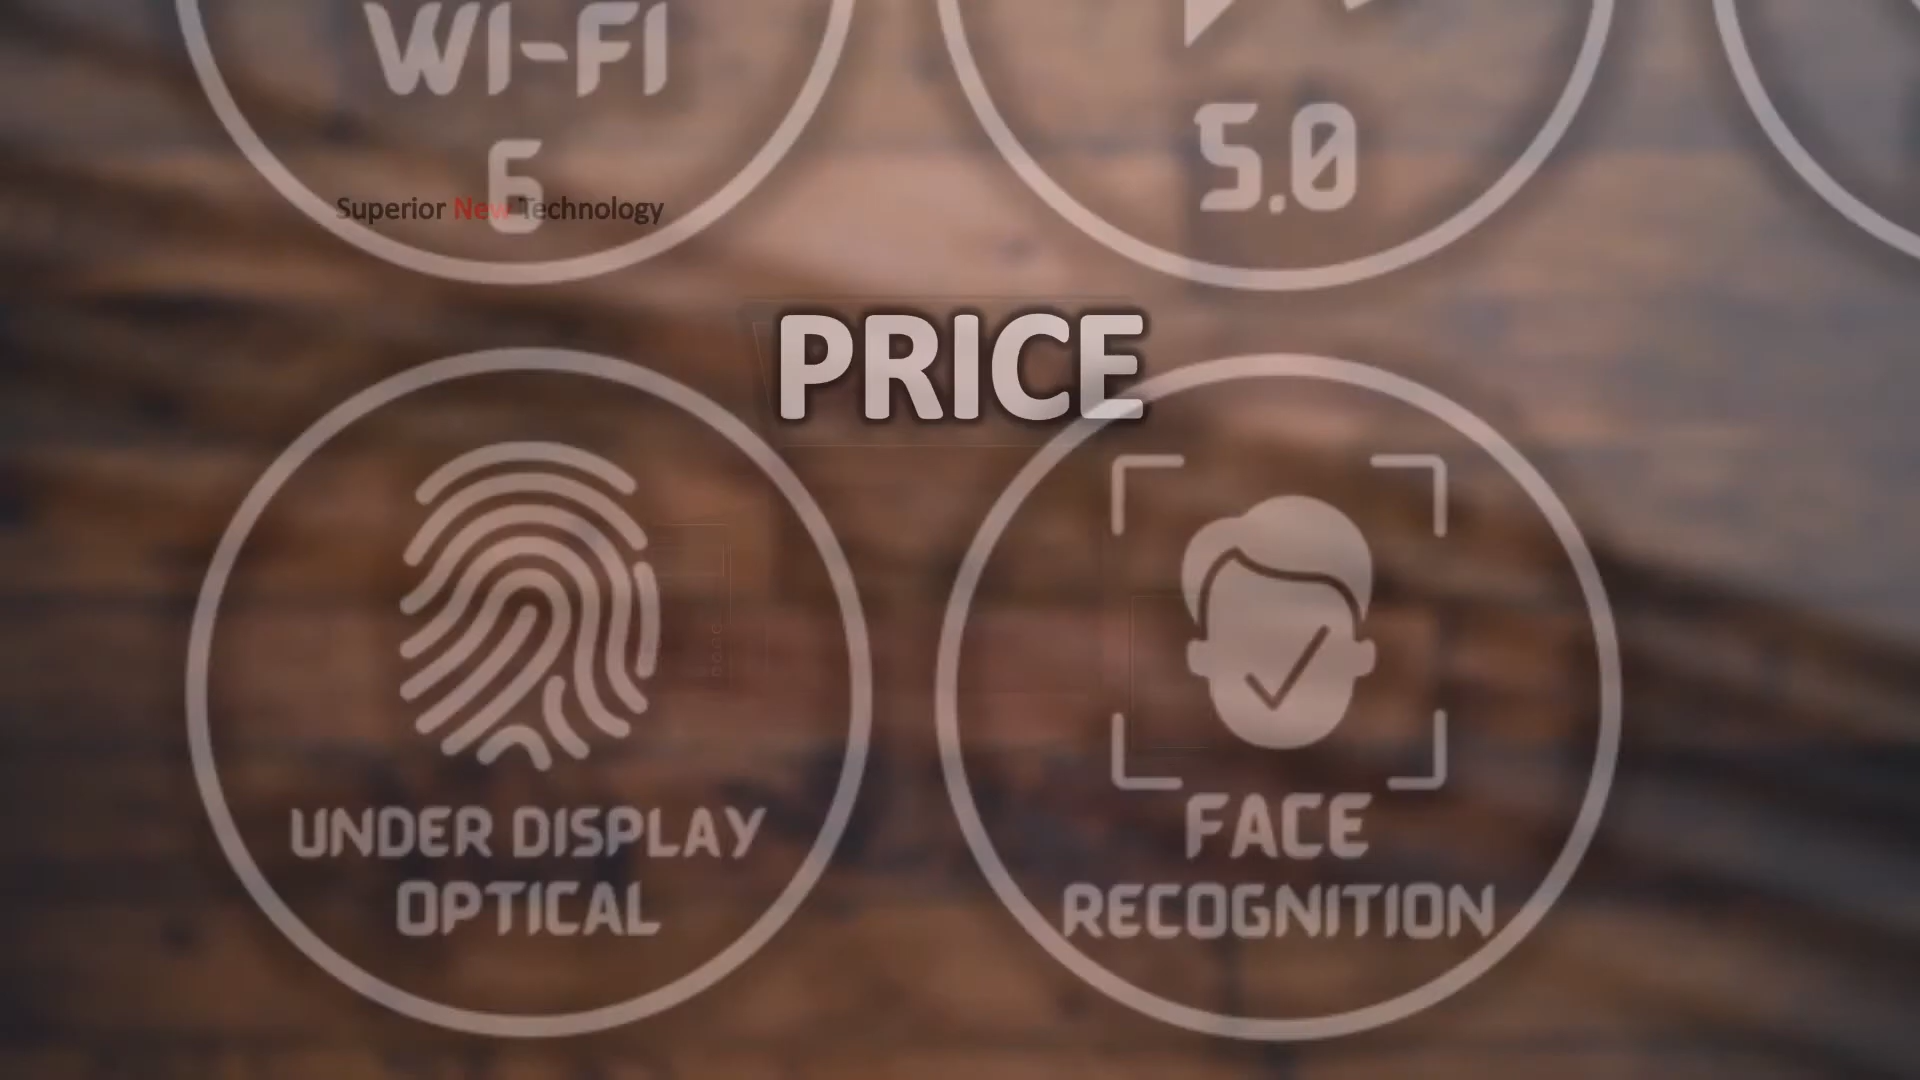 WI-FI
6
5.0
Superior New Technology
PRICE
UNDER DISPLAY
OPTICAL
FACE
RECOGNITION